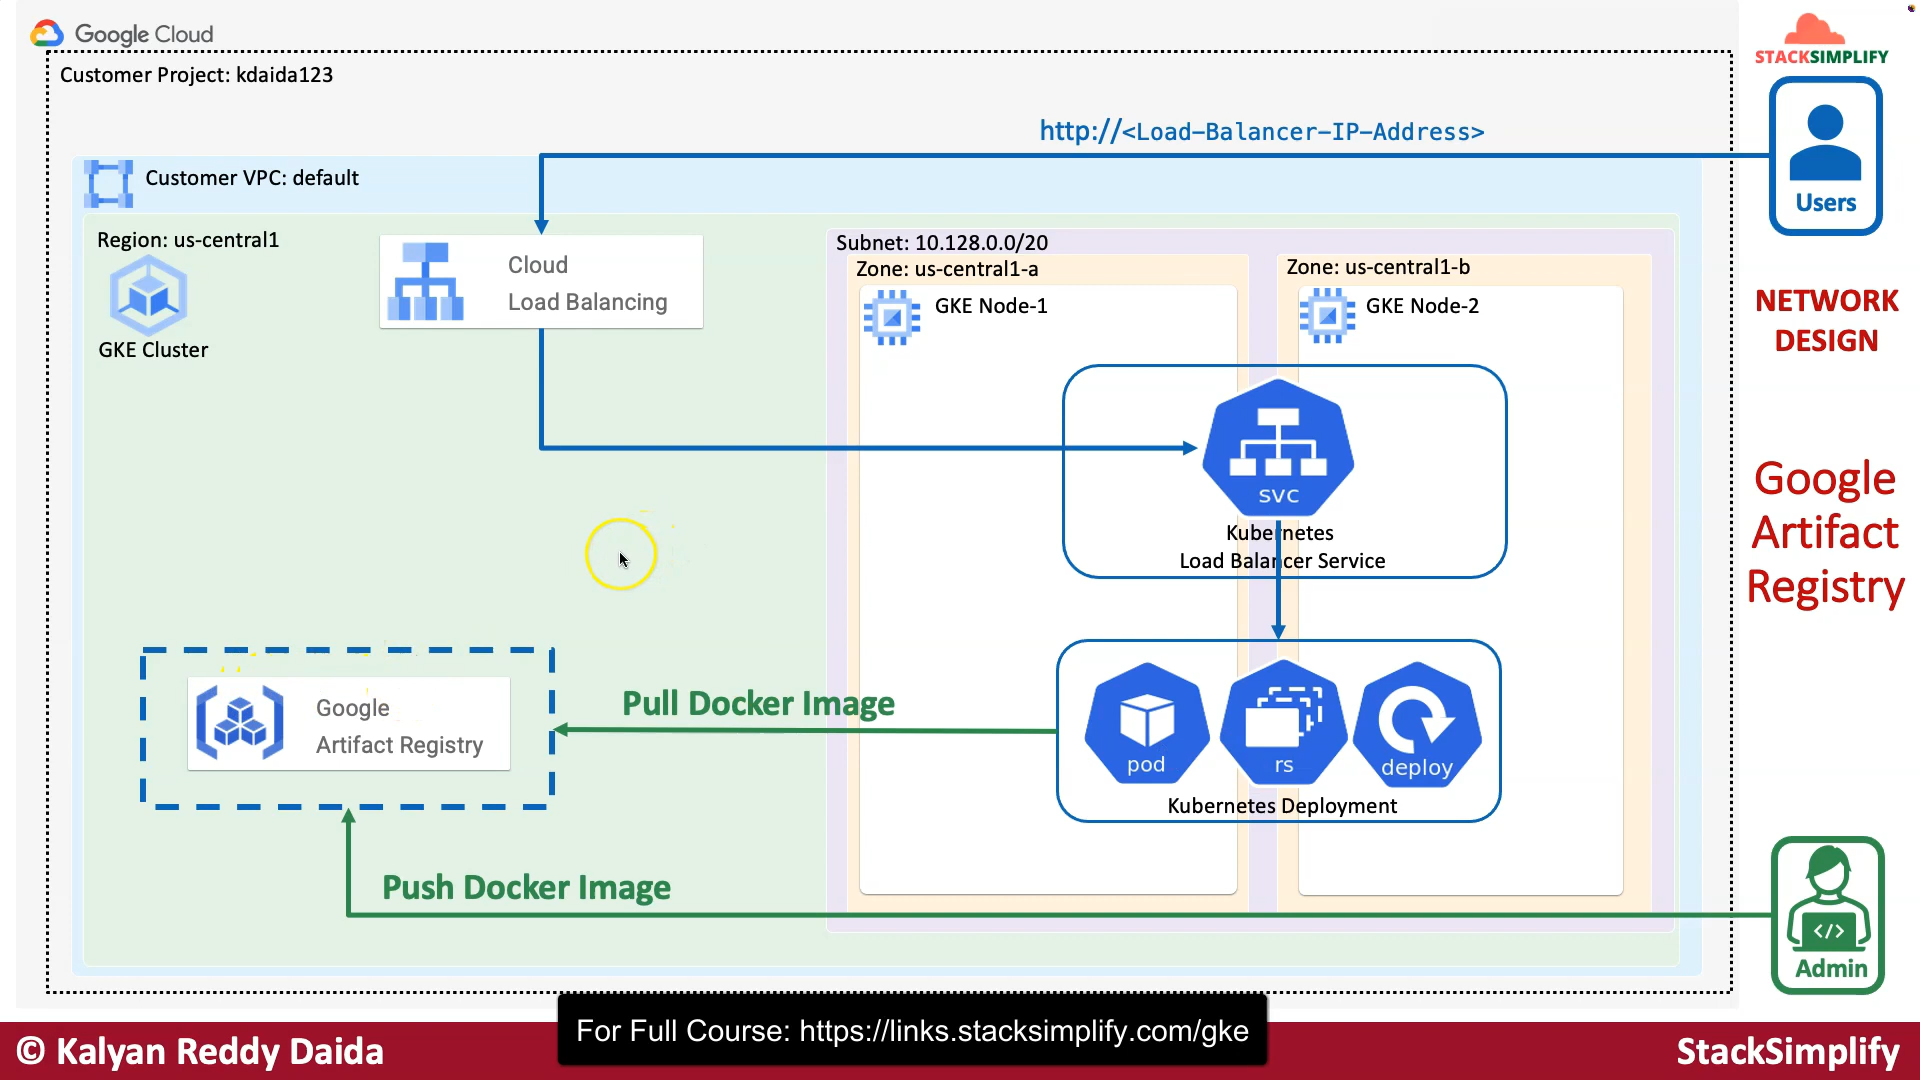 Google Cloud
STACKSIMPLIFY
Customer Project: kdaida123
http://<Load-Balancer-IP-Address>
Users
Customer VPC: default
Region: us-central1
GKE Cluster
Cloud
Load Balancing
Subnet: 10.128.0.0/20
Zone: us-central1-a
GKE Node-1
Zone: us-central1-b
GKE Node-2
NETWORK
DESIGN
svc
Kubernetes
Load Balancer Service
Google
Artifact
Registry
Google
Artifact Registry
Pull Docker Image
pod
rs
deploy
Kubernetes Deployment
Push Docker Image
</>
Admin
For Full Course: https://links.stacksimplify.com/gke
© Kalyan Reddy Daida
StackSimplify